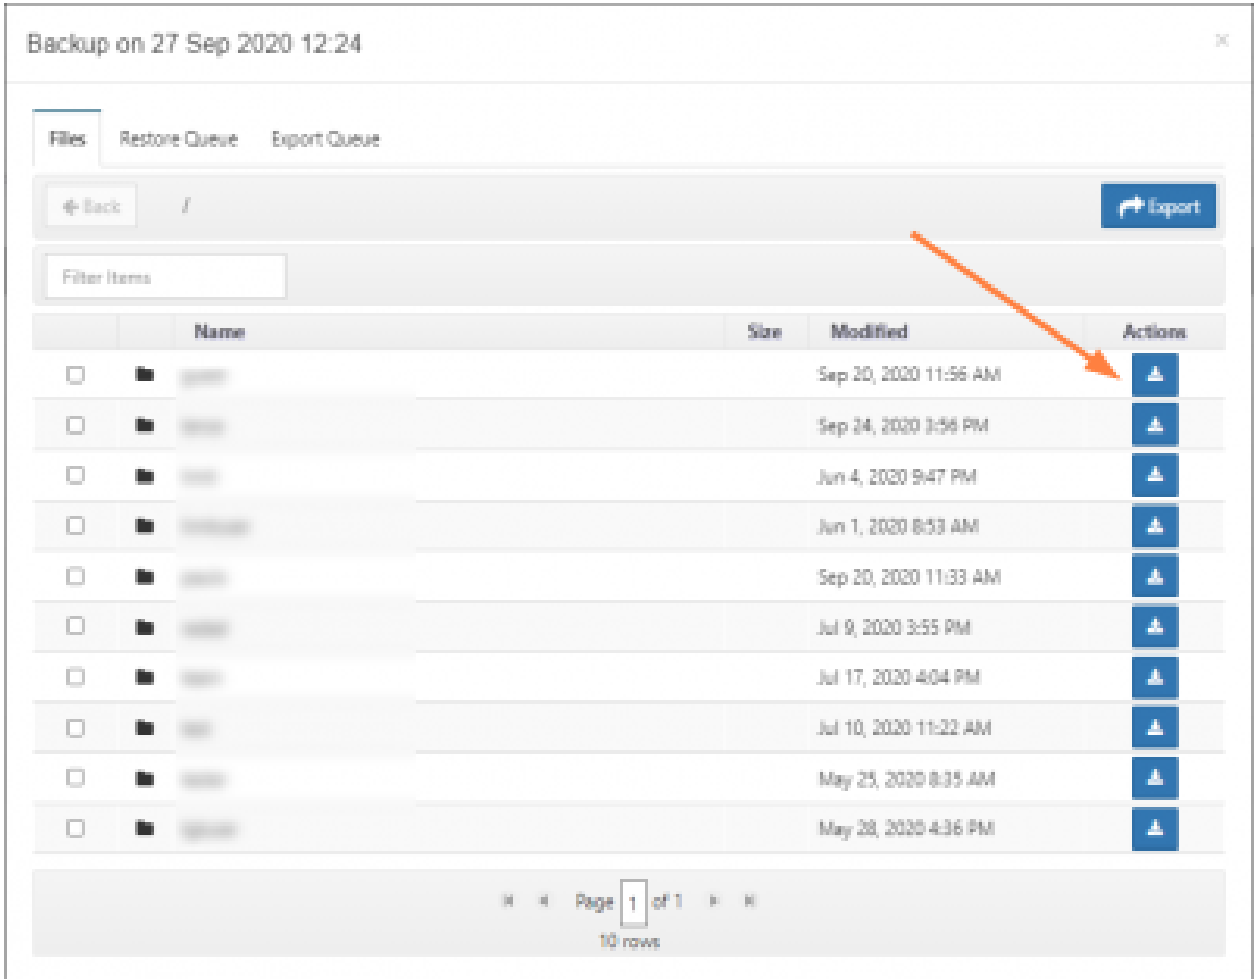 Backup on 27 Sep 2020 12:24
Files Restore Queue Export Queue
Back / Export
Filter Items
Name Size Modified Actions
Sep 20, 2020 11:56 AM
Sep 24, 2020 3:56 PM
Jun 4, 2020 9:47 PM
Jun 1, 2020 8:53 AM
Sep 20, 2020 11:33 AM
Jul 9, 2020 3:55 PM
Jul 17, 2020 4:04 PM
Jul 10, 2020 11:22 AM
May 25, 2020 8:35 AM
May 28, 2020 4:36 PM
Page 1 of 1
10 rows